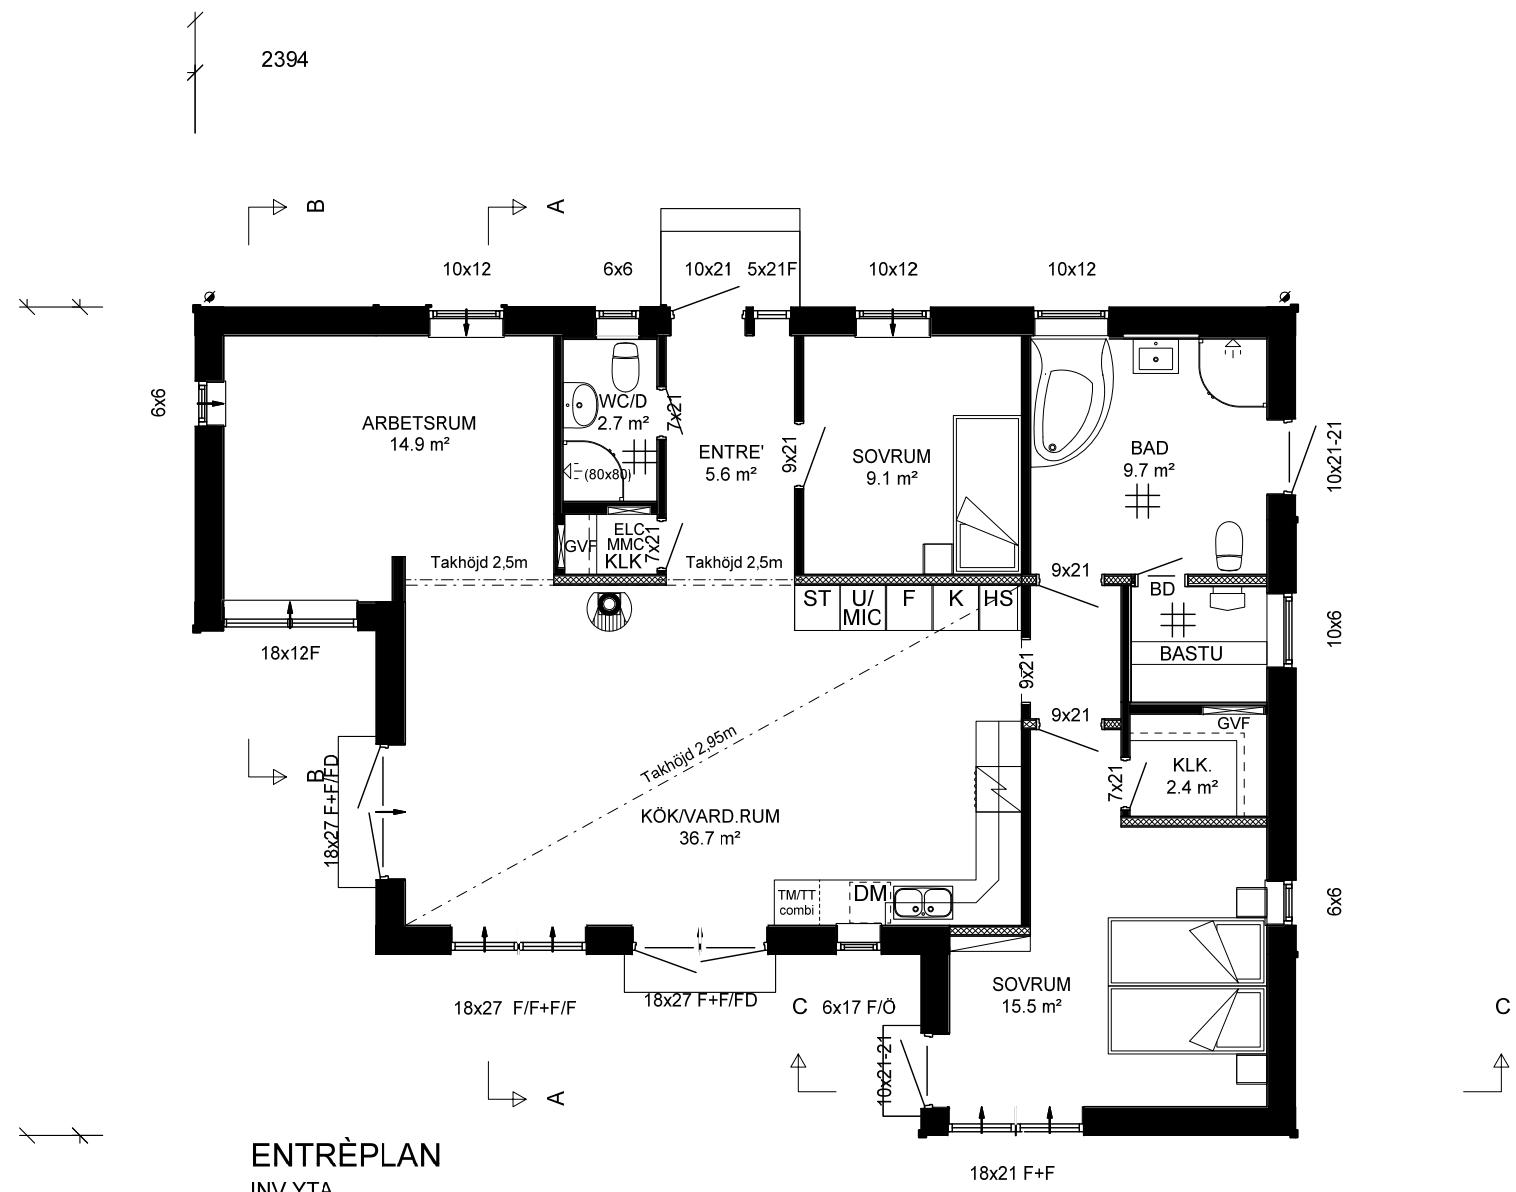 2394
B
A
10x12
6x6
10x21
5x21F
10x12
10x12
6x6
ARBETSRUM
14.9 m²
WC/D
2.7 m²
7x21
(80x80)
ENTRE'
5.6 m²
9x21
SOVRUM
9.1 m²
BAD
9.7 m²
10x21-21
GVF
ELC
MMC
KLK
7x21
Takhöjd 2,5m
Takhöjd 2,5m
9x21
BD
ST
U/
MIC
F
K
HS
10x6
18x12F
BASTU
9x21
9x21
GVF
Takhöjd 2,95m
B
18x27 F+F/FD
KLK.
2.4 m²
7x21
KÖK/VARD.RUM
36.7 m²
TM/TT
combi
DM
6x6
SOVRUM
15.5 m²
18x27 F/F+F/F
18x27 F+F/FD
C
6x17 F/Ö
C
10x21-21
A
ENTRÈPLAN
INV YTA
18x21 F+F